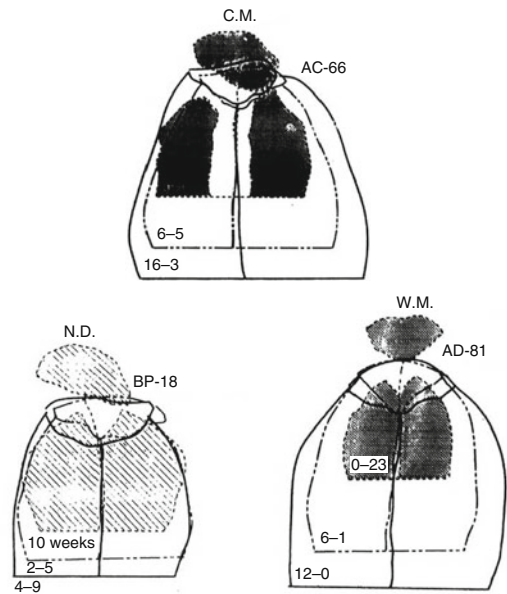 C.M.
AC-66
6–5
16–3
N.D.
BP-18
10 weeks
2–5
4–9
W.M.
AD-81
0–23
6–1
12–0